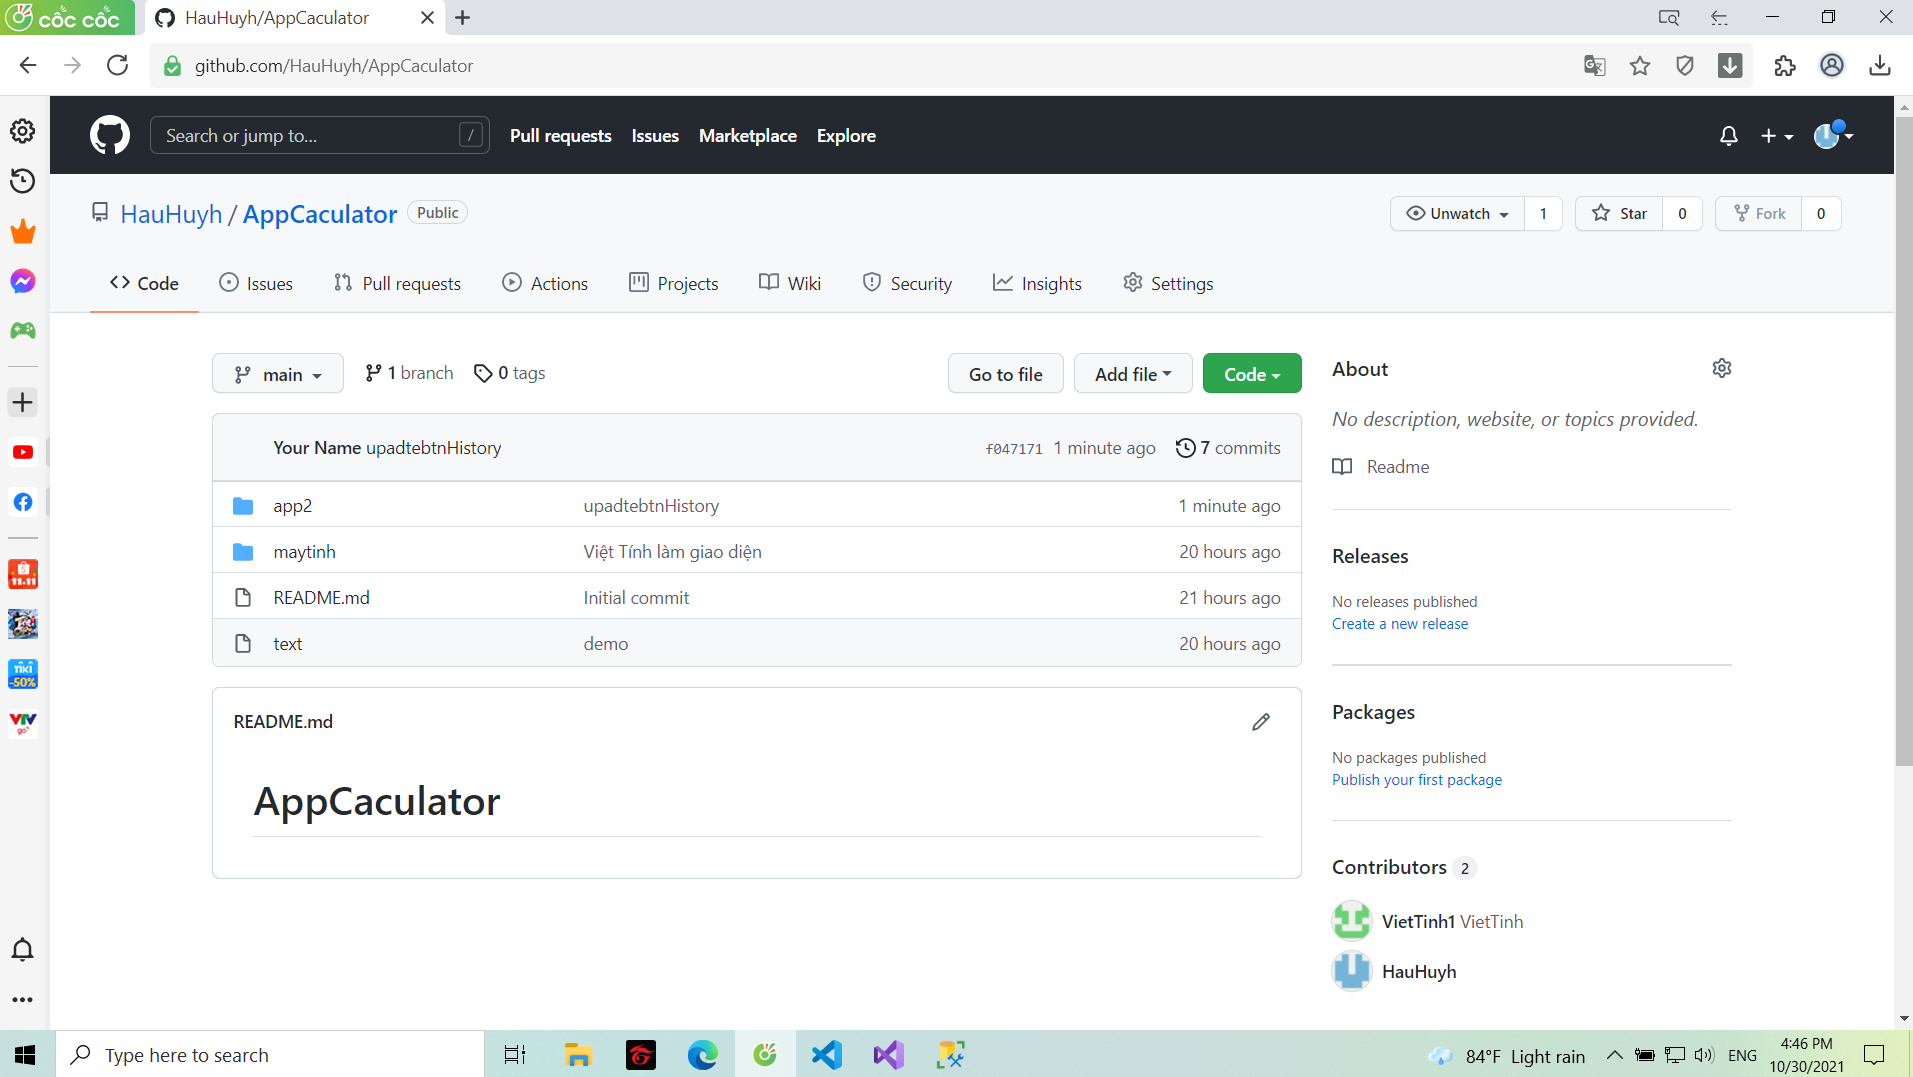 cốc cốc
HauHuyh/AppCaculator
github.com/HauHuyh/AppCaculator
Search or jump to... /
Pull requests Issues Marketplace Explore
HauHuyh / AppCaculator Public
Unwatch 1 Star 0 Fork 0
Code Issues Pull requests Actions Projects Wiki Security Insights Settings
main 1 branch 0 tags Go to file Add file Code
Your Name upadtebtnHistory f047171 1 minute ago 7 commits
app2 upadtebtnHistory 1 minute ago
maytinh Việt Tính làm giao diện 20 hours ago
README.md Initial commit 21 hours ago
text demo 20 hours ago
README.md
AppCaculator
About
No description, website, or topics provided.
Readme
Releases
No releases published
Create a new release
Packages
No packages published
Publish your first package
Contributors 2
VietTinh1 VietTinh
HauHuyh
11.11
TIKI
-50%
VTV
go
Type here to search
84°F Light rain
ENG
4:46 PM
10/30/2021